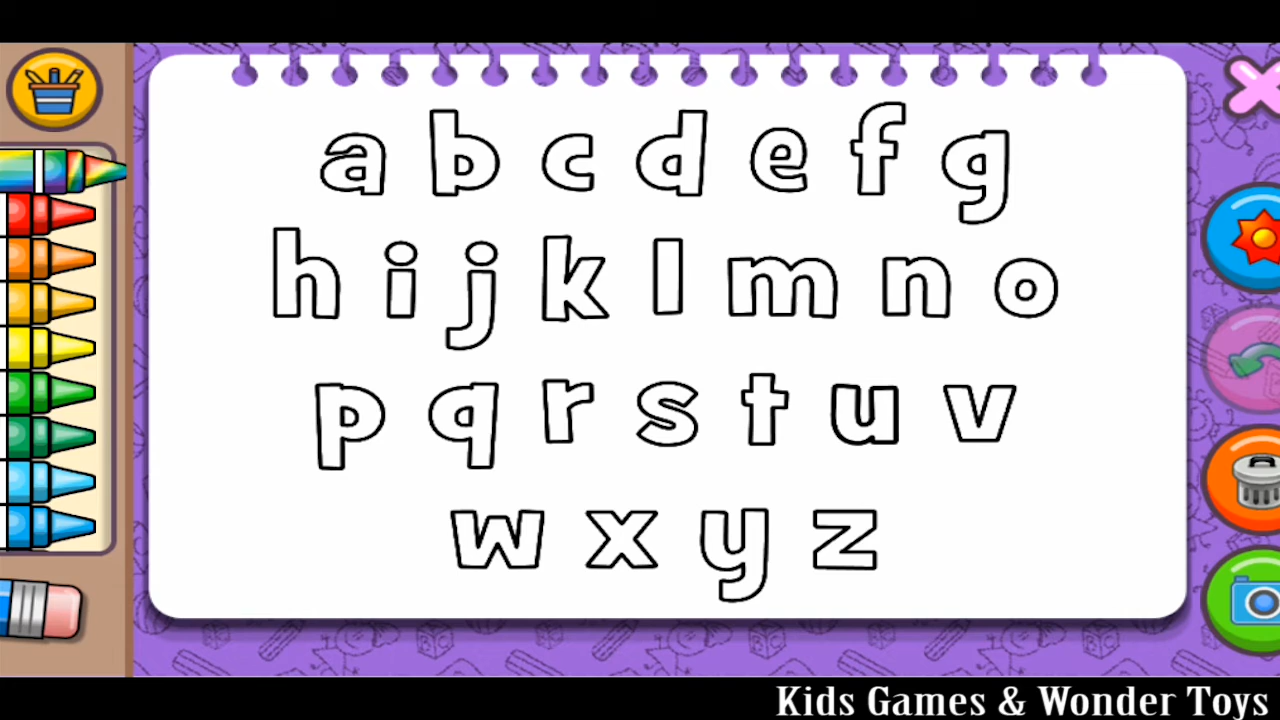 a b c d e f g
h i j k l m n o
p q r s t u v
w x y z
Kids Games & Wonder Toys